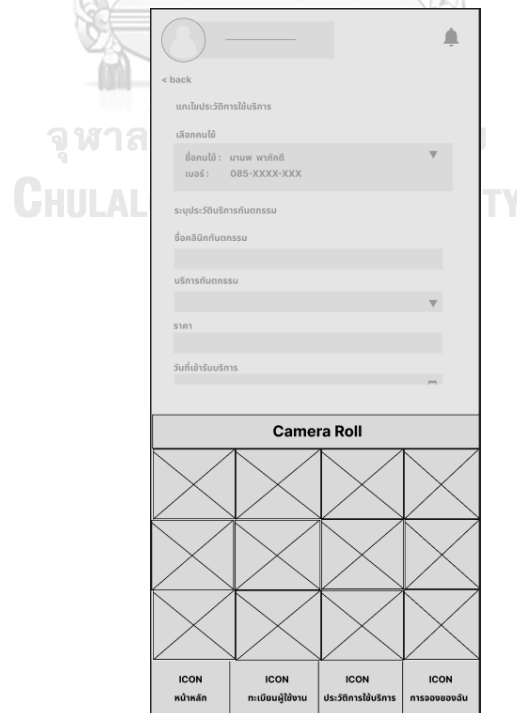 < back
แก้ไขประวัติการใช้บริการ
เลือกคนไข้
ชื่อคนไข้ : มานพ พาภักดี
เบอร์ : 085-XXXX-XXX
ระบุประวัติบริการทันตกรรม
ชื่อคลินิกทันตกรรม
บริการทันตกรรม
ราคา
วันที่เข้ารับบริการ
Camera Roll
ICON ICON ICON ICON
หน้าหลัก ทะเบียนผู้ใช้งาน ประวัติการใช้บริการ การจองของฉัน
จุฬาล
CHULAL TY